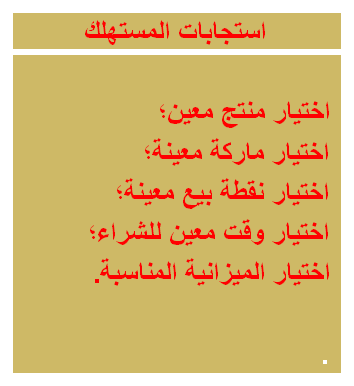 استجابات المستهلك
اختيار منتج معين؛
اختيار ماركة معينة؛
اختيار نقطة بيع معينة؛
اختيار وقت معين للشراء؛
اختيار الميزانية المناسبة.
.